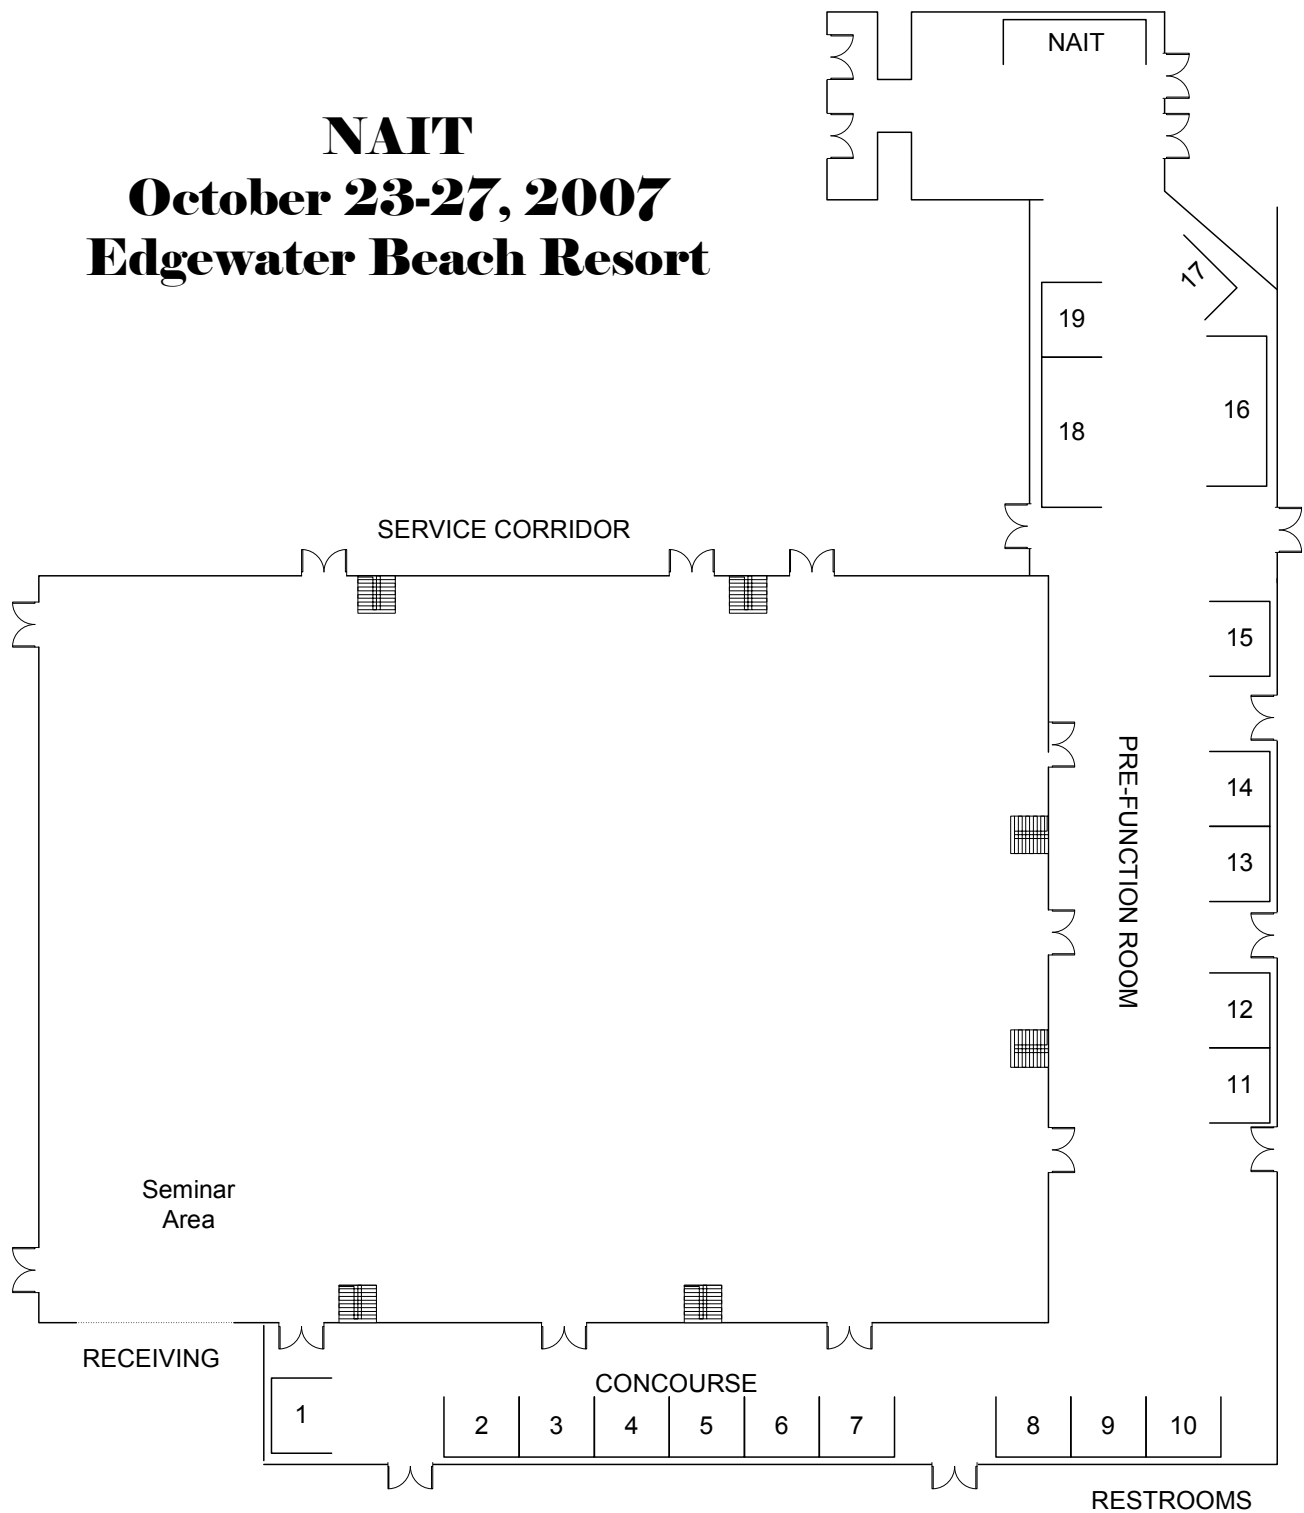 NAIT
NAIT
October 23-27, 2007
Edgewater Beach Resort
17
19
16
18
SERVICE CORRIDOR
15
PRE-FUNCTION ROOM
14
13
12
11
Seminar
Area
RECEIVING
CONCOURSE
1
2
3
4
5
6
7
8
9
10
RESTROOMS